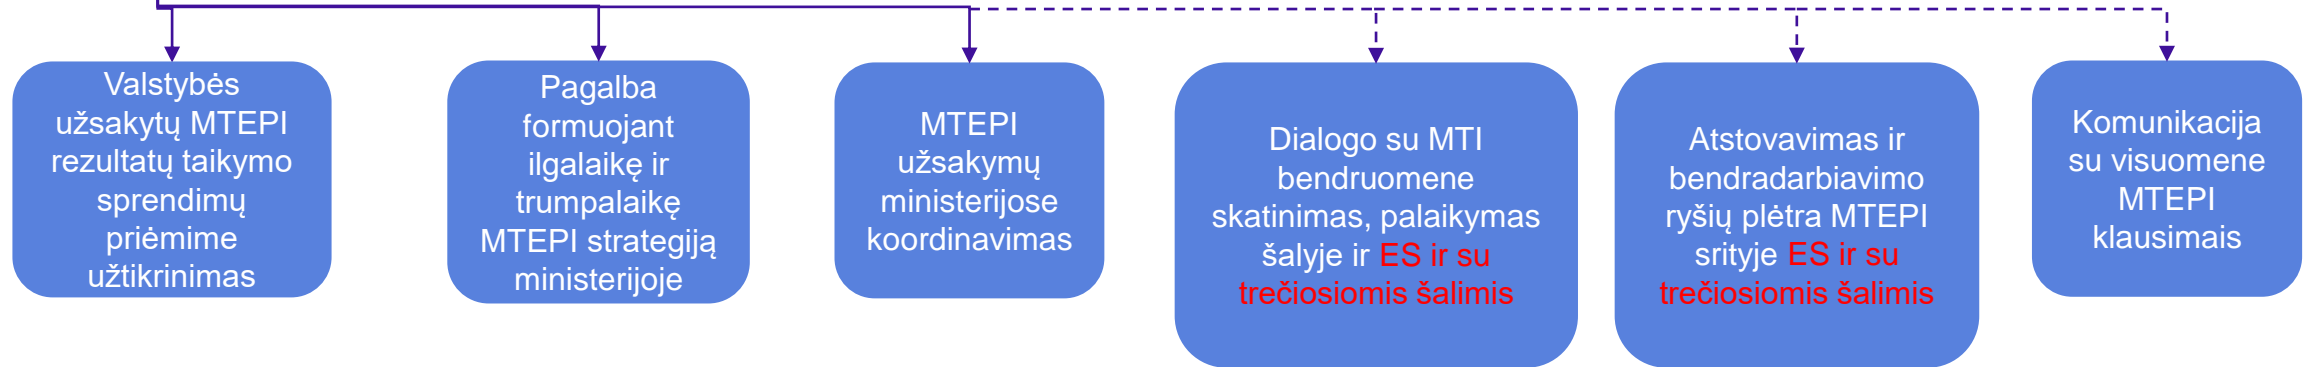 Valstybės
užsakytų MTEPI
rezultatų taikymo
sprendimų
priėmime
užtikrinimas
Pagalba
formuojant
ilgalaikę ir
trumpalaikę
MTEPI strategiją
ministerijoje
MTEPI
užsakymų
ministerijose
koordinavimas
Dialogo su MTI
bendruomene
skatinimas, palaikymas
šalyje ir ES ir su
trečiosiomis šalimis
Atstovavimas ir
bendradarbiavimo
ryšių plėtra MTEPI
srityje ES ir su
trečiosiomis šalimis
Komunikacija
su visuomene
MTEPI
klausimais